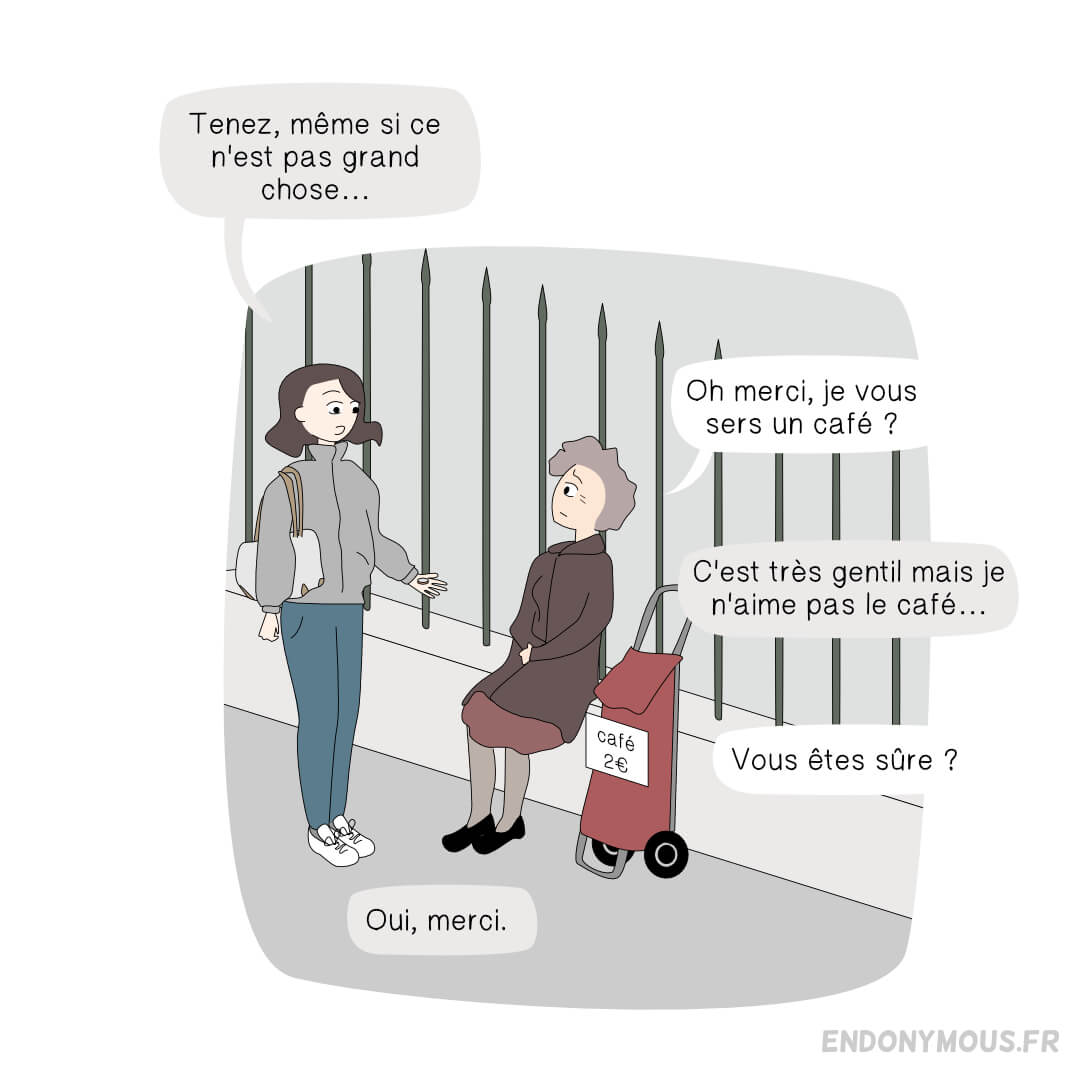 Tenez, même si ce
n'est pas grand
chose...
Oh merci, je vous
sers un café ?
C'est très gentil mais je
n'aime pas le café...
café
2€
Vous êtes sûre ?
Oui, merci.
ENDONYMOUS.FR